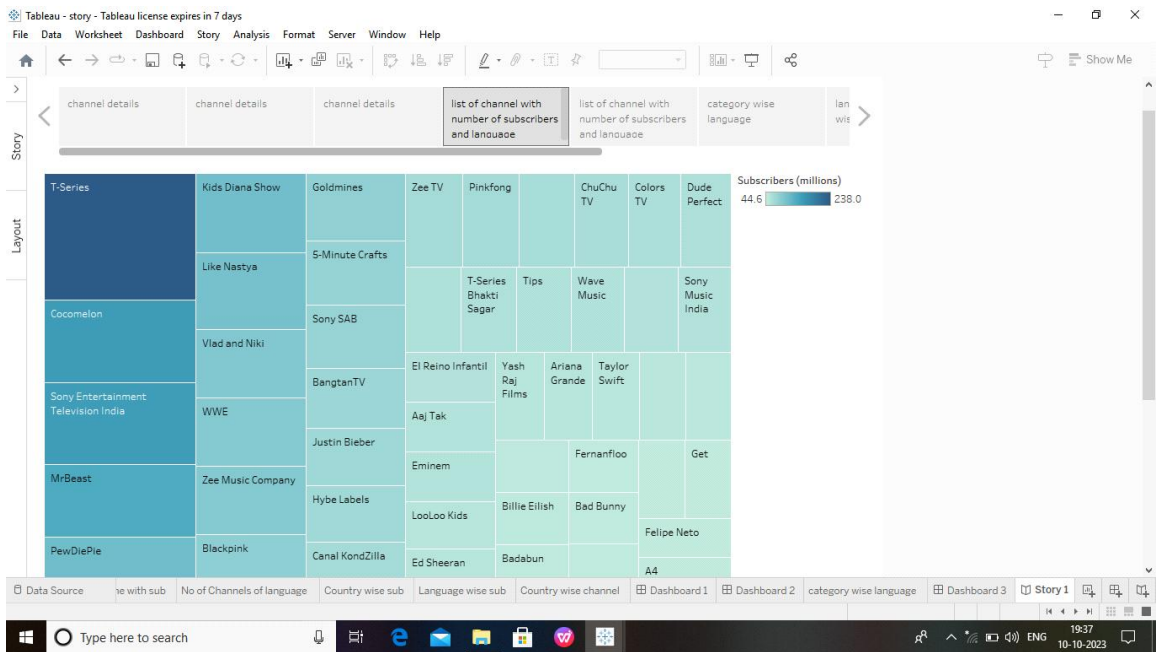 Tableau - story - Tableau license expires in 7 days
File Data Worksheet Dashboard Story Analysis Format Server Window Help
Show Me
Story
Layout
channel details
channel details
channel details
list of channel with
number of subscribers
and language
list of channel with
number of subscribers
and language
category wise
language
lan
wis
Subscribers (millions)
44.6 238.0
T-Series
Cocomelon
Sony Entertainment
Television India
MrBeast
PewDiePie
Kids Diana Show
Like Nastya
Vlad and Niki
WWE
Zee Music Company
Blackpink
Goldmines
5-Minute Crafts
Sony SAB
BangtanTV
Justin Bieber
Hybe Labels
Canal KondZilla
Zee TV
Pinkfong
ChuChu
TV
Colors
TV
Dude
Perfect
T-Series
Bhakti
Sagar
Tips
Wave
Music
Sony
Music
India
El Reino Infantil
Aaj Tak
Eminem
LooLoo Kids
Ed Sheeran
Yash
Raj
Films
Ariana
Grande
Taylor
Swift
Fernanfloo
Get
Billie Eilish
Bad Bunny
Badabun
Felipe Neto
A4
Data Source ne with sub No of Channels of language Country wise sub Language wise sub Country wise channel Dashboard 1 Dashboard 2 category wise language Dashboard 3 Story 1
Type here to search
ENG
19:37
10-10-2023